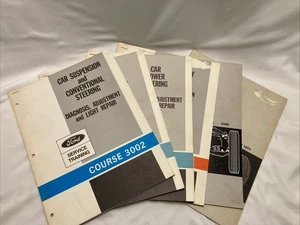 CAR SUSPENSION
and
CONVENTIONAL
STEERING
DIAGNOSIS, ADJUSTMENT
and LIGHT REPAIR
Ford
SERVICE
TRAINING
COURSE 3002
CAR
POWER
STEERING
ADJUSTMENT
REPAIR